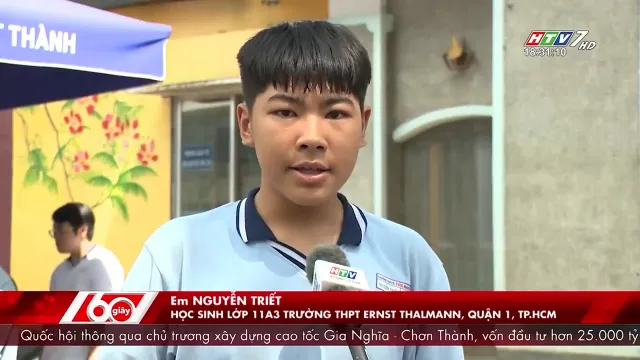 T THÀNH
HTV7 HD
18:31:10
HTV
60 giây
Em NGUYỄN TRIẾT
HỌC SINH LỚP 11A3 TRƯỜNG THPT ERNST THALMANN, QUẬN 1, TP.HCM
Quốc hội thông qua chủ trương xây dựng cao tốc Gia Nghĩa - Chơn Thành, vốn đầu tư hơn 25.000 tỷ